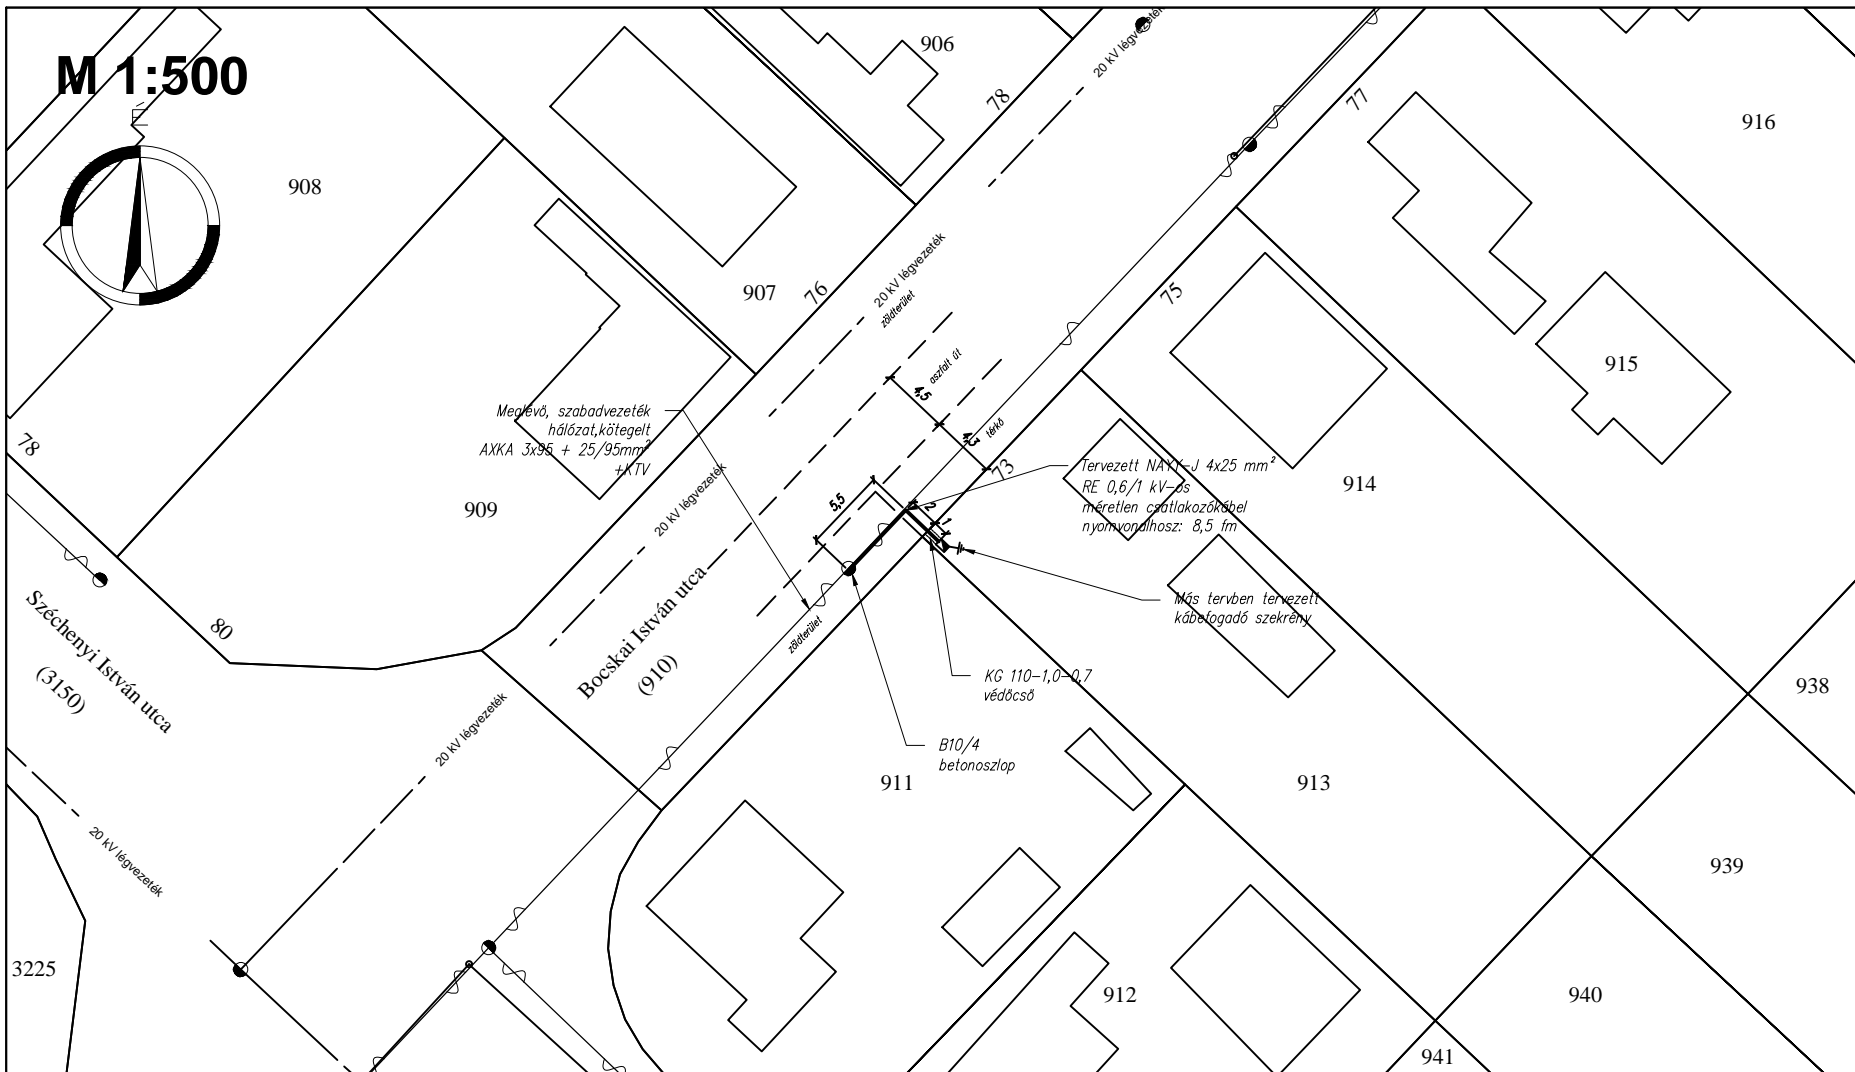 M 1:500
É
906
78
77
916
908
907
76
20 kV légvezeték
20 kV légvezeték
zöldterület
75
915
aszfalt út
4,5
4,3
térkő
73
Meglévő, szabadvezeték
hálózat,kötegelt
AXKA 3x95 + 25/95mm²
+KTV
78
909
20 kV légvezeték
5,5
2
1
Tervezett NAYY-J 4x25 mm²
RE 0,6/1 kV-os
méretlen csatlakozókábel
nyomvonalhosz: 8,5 fm
914
Más tervben tervezett
kábefogadó szekrény
Széchenyi István utca
(3150)
80
Bocskai István utca
(910)
zöldterület
KG 110-1,0-0,7
védőcső
B10/4
betonoszlop
938
20 kV légvezeték
911
913
20 kV légvezeték
939
3225
912
940
941